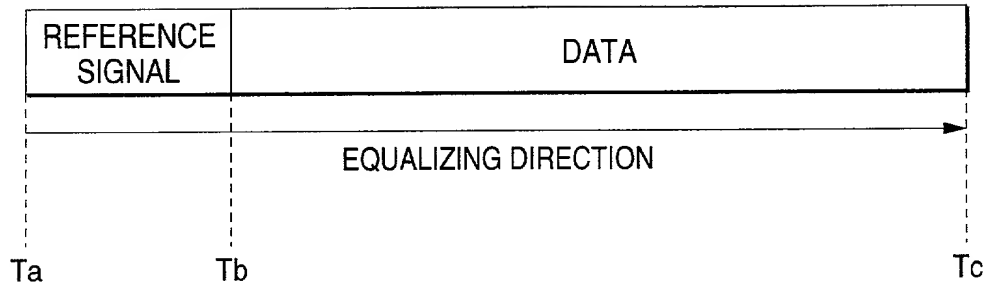 REFERENCE
SIGNAL
DATA
EQUALIZING DIRECTION
Ta
Tb
Tc